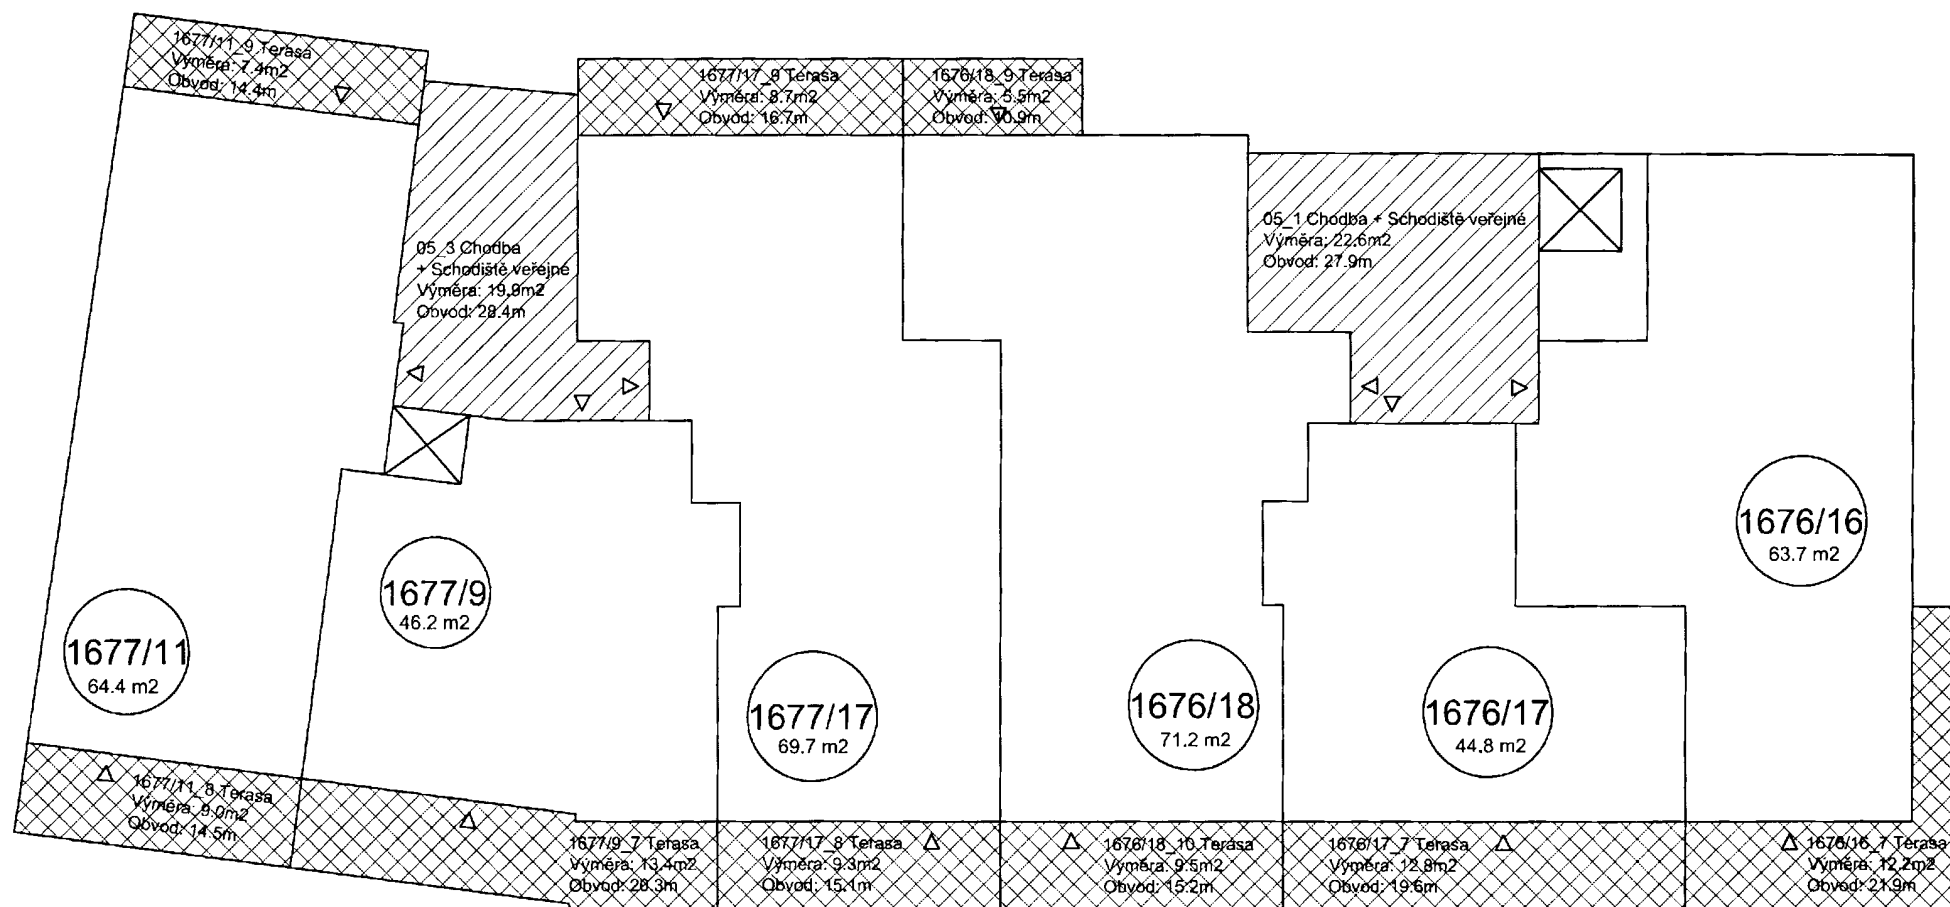 1677/11_9 Terasa
Výměra: 7.4m2
Obvod: 14.4m
1677/17_9 Terasa
Výměra: 8.7m2
Obvod: 16.7m
1676/18_9 Terasa
Výměra: 5.5m2
Obvod: 10.9m
05_3 Chodba
+ Schodiště veřejné
Výměra: 19.9m2
Obvod: 28.4m
05_1 Chodba + Schodiště veřejné
Výměra: 22.6m2
Obvod: 27.9m
1677/11
64.4 m2
1677/9
46.2 m2
1677/17
69.7 m2
1676/18
71.2 m2
1676/17
44.8 m2
1676/16
63.7 m2
1677/11_8 Terasa
Výměra: 9.0m2
Obvod: 14.5m
1677/9_7 Terasa
Výměra: 13.4m2
Obvod: 20.3m
1677/17_8 Terasa
Výměra: 9.3m2
Obvod: 15.1m
1676/18_10 Terasa
Výměra: 9.5m2
Obvod: 15.2m
1676/17_7 Terasa
Výměra: 12.8m2
Obvod: 19.6m
1676/16_7 Terasa
Výměra: 12.2m2
Obvod: 21.9m